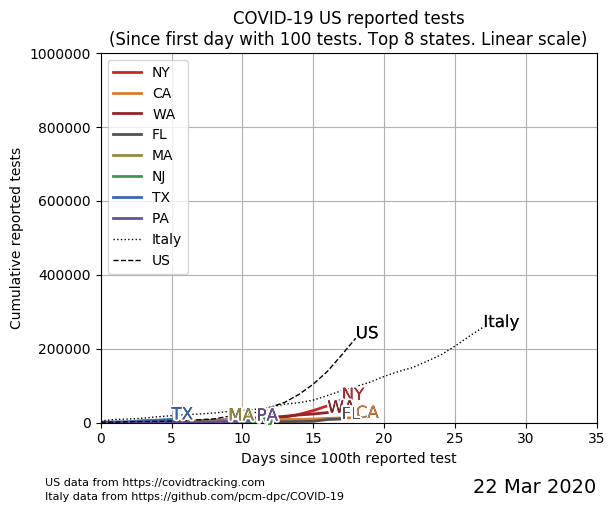 COVID-19 US reported tests
(Since first day with 100 tests. Top 8 states. Linear scale)
1000000
800000
600000
400000
200000
0
Cumulative reported tests
NY
CA
WA
FL
MA
NJ
TX
PA
Italy
US
US
Italy
NY
WA
FL
CA
TX
MA
PA
0 5 10 15 20 25 30 35
Days since 100th reported test
US data from https://covidtracking.com
Italy data from https://github.com/pcm-dpc/COVID-19
22 Mar 2020